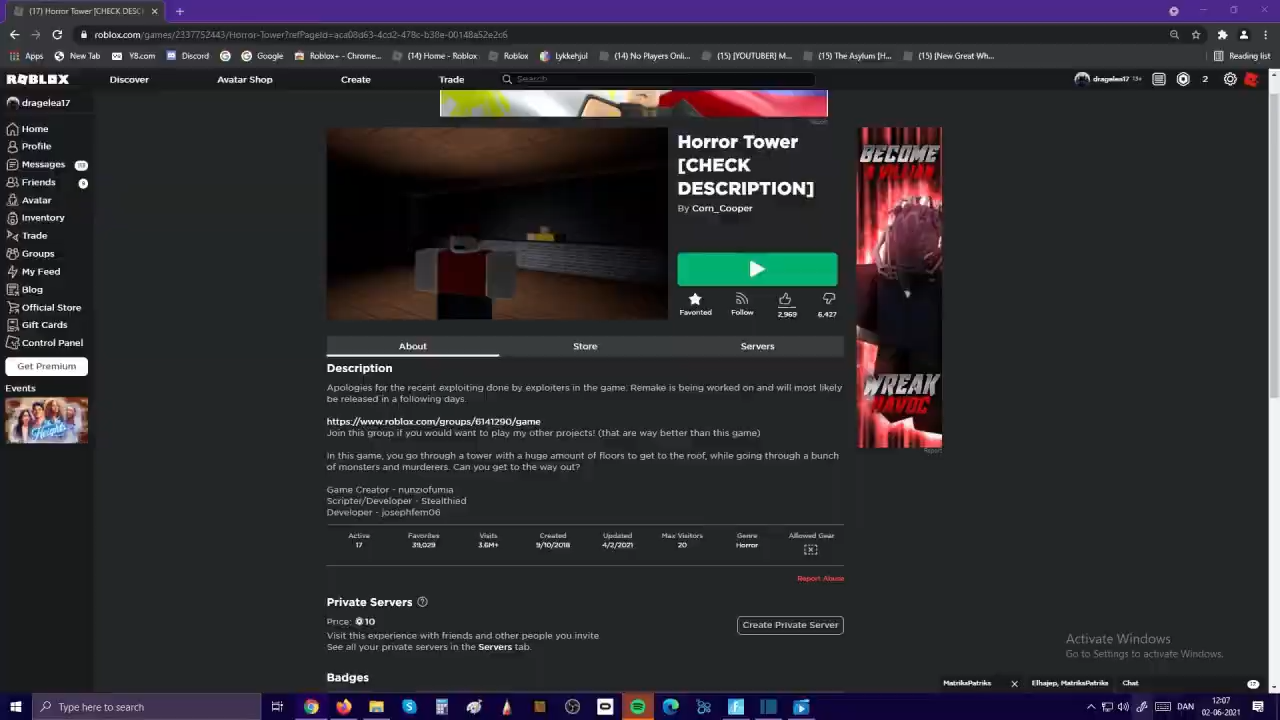 (17) Horror Tower [CHECK DESC
roblox.com/games/2337752443/Horror-Tower?refPageId=aca08d63-4cd2-478c-b38e-00148a52e2c6
Apps
New Tab
Y8.com
Discord
Google
Roblox+ - Chrome...
(14) Home - Roblox
Roblox
Lykkehjul
(14) No Players Onli...
(15) [YOUTUBER] M...
(15) The Asylum [H...
(15) [New Great Wh...
Reading list
ROBLOX
Discover
Avatar Shop
Create
Trade
Search
dragelea17 13+
2
dragelea17
Home
Profile
Messages
Friends
Avatar
Inventory
Trade
Groups
My Feed
Blog
Official Store
Gift Cards
Control Panel
Get Premium
Events
Horror Tower
[CHECK
DESCRIPTION]
By Corn_Cooper
Favorited
Follow
2,969
6,427
BECOME
A VILLIAN
WREAK
HAVOC
Report
About
Store
Servers
Description
Apologies for the recent exploiting done by exploiters in the game. Remake is being worked on and will most likely
be released in a following days.
https://www.roblox.com/groups/6141290/game
Join this group if you would want to play my other projects! (that are way better than this game)
In this game, you go through a tower with a huge amount of floors to get to the roof, while going through a bunch
of monsters and murderers. Can you get to the way out?
Game Creator - nunziofumia
Scripter/Developer - Stealthied
Developer - josephfem06
Active
Favorites
Visits
Created
Updated
Max Visitors
Genre
Allowed Gear
17
39,029
3.6M+
9/10/2018
4/2/2021
20
Horror
Report Abuse
Private Servers
Price: 10
Create Private Server
Visit this experience with friends and other people you invite
See all your private servers in the Servers tab.
Badges
Activate Windows
Go to Settings to activate Windows.
MatriksPatriks
Elhajep, MatriksPatriks
Chat
Type here to search
DAN
12:07
02-06-2021